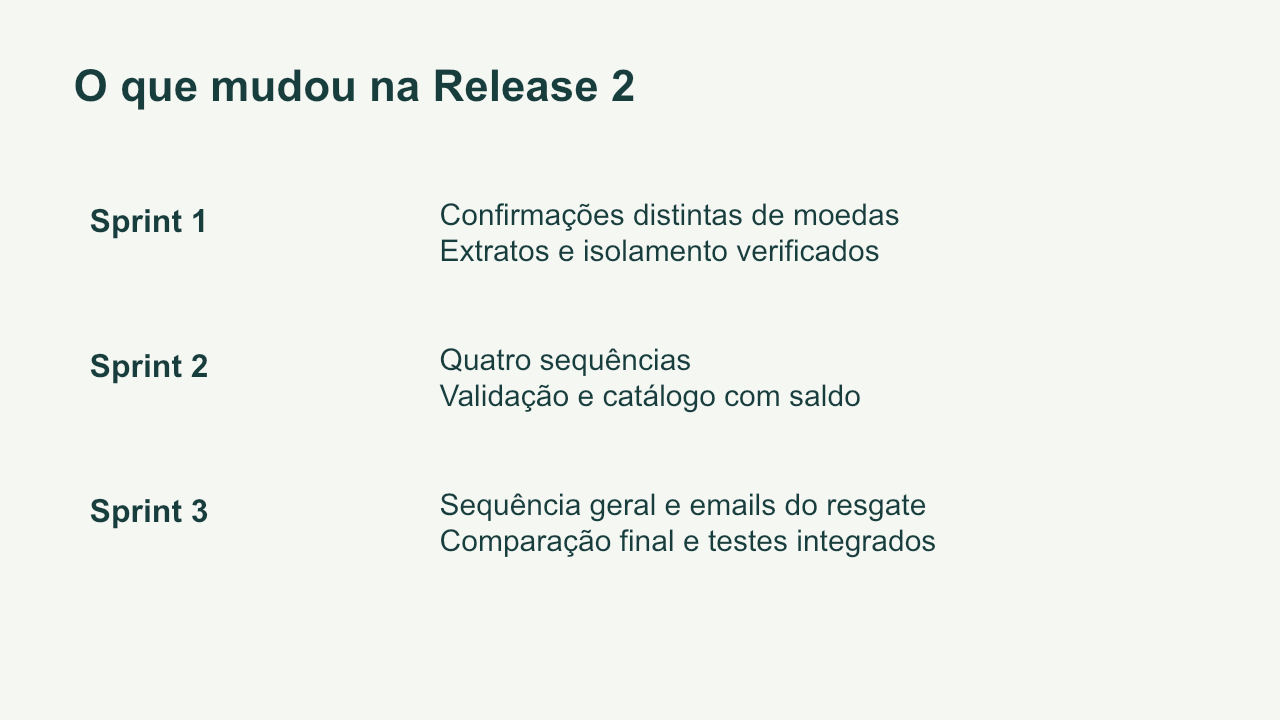 O que mudou na Release 2
Sprint 1
Confirmações distintas de moedas
Extratos e isolamento verificados
Sprint 2
Quatro sequências
Validação e catálogo com saldo
Sprint 3
Sequência geral e emails do resgate
Comparação final e testes integrados